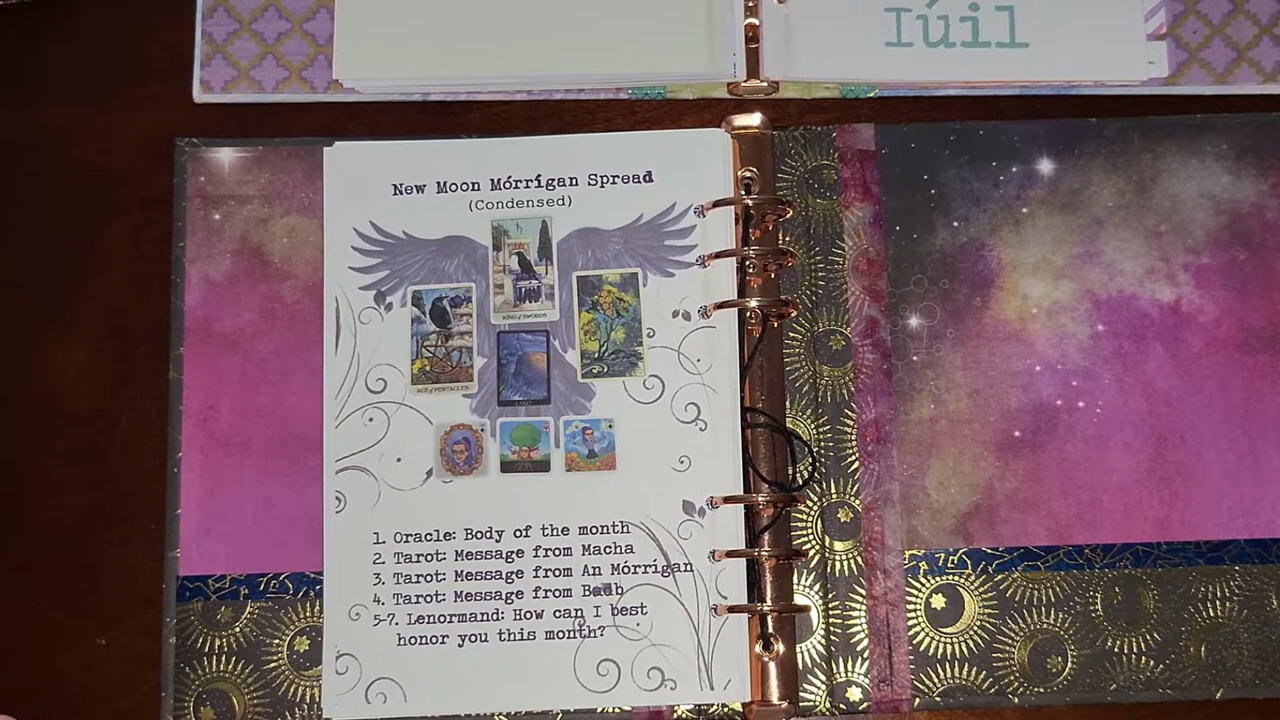 Iúil
New Moon Mórrígan Spread
(Condensed)
KING of SWORDS
ACE of PENTACLES
LAND
1. Oracle: Body of the month
2. Tarot: Message from Macha
3. Tarot: Message from An Mórrígan
4. Tarot: Message from Badb
5-7. Lenormand: How can I best
honor you this month?